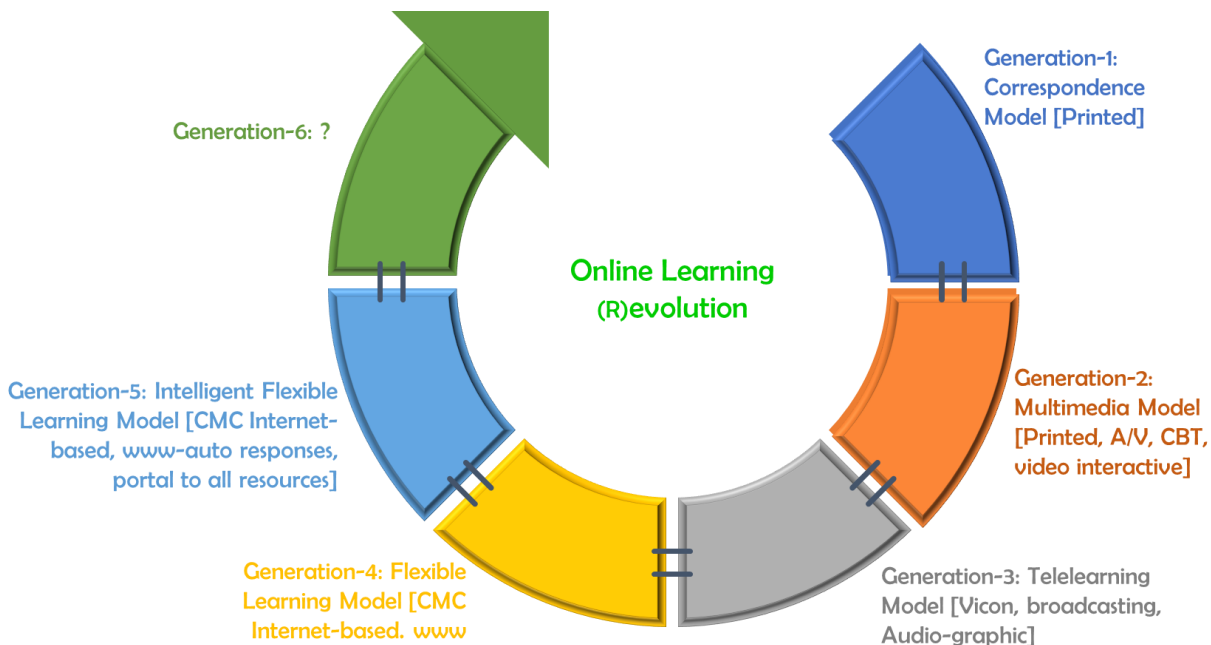 Generation-1:
Correspondence
Model [Printed]
Generation-2:
Multimedia Model
[Printed, A/V, CBT,
video interactive]
Generation-3: Telelearning
Model [Vicon, broadcasting,
Audio-graphic]
Generation-4: Flexible
Learning Model [CMC
Internet-based. www
Generation-5: Intelligent Flexible
Learning Model [CMC Internet-
based, www-auto responses,
portal to all resources]
Generation-6: ?
Online Learning
(R)evolution